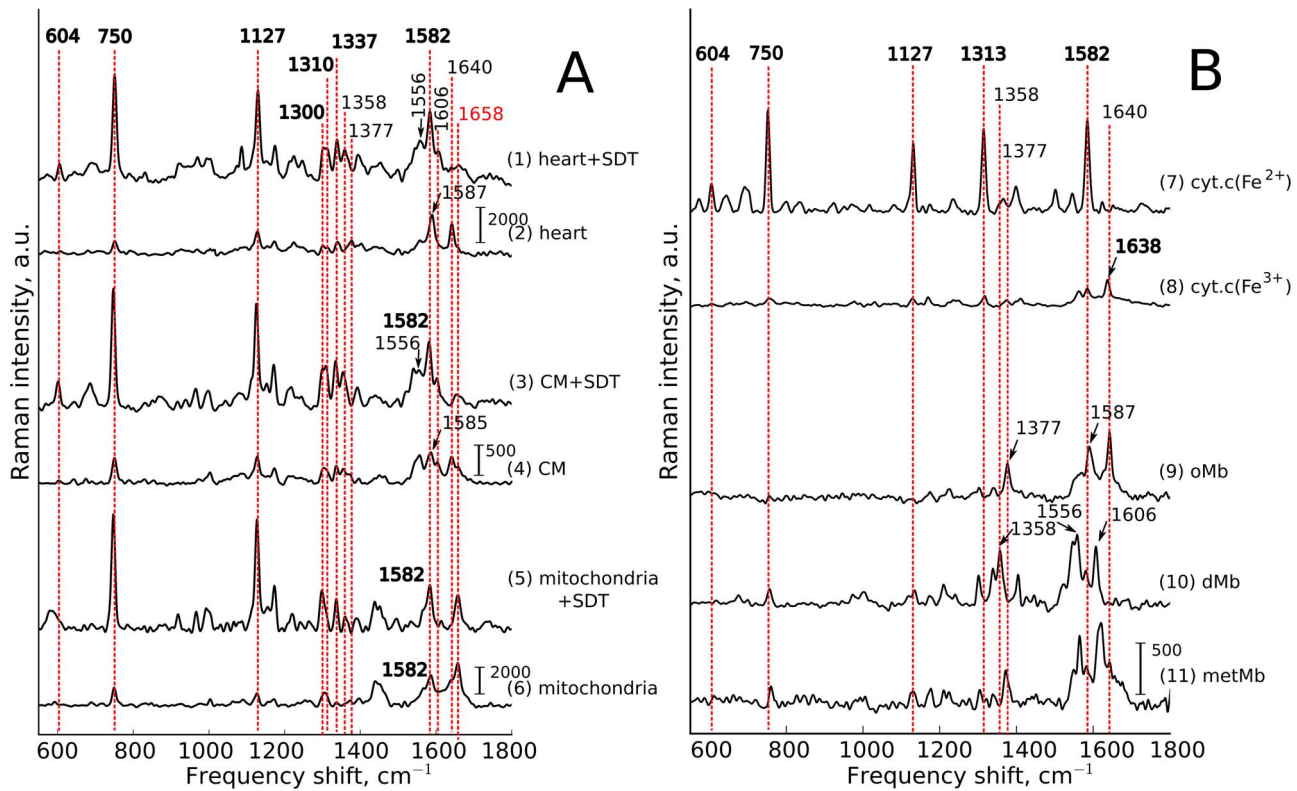 604
750
1127
1310
1337
1300
1358
1377
1556
1582
1606
1640
1658
A
(1) heart+SDT
1587
2000
(2) heart
1582
1556
(3) CM+SDT
1585
500
(4) CM
1582
(5) mitochondria
+SDT
1582
2000
(6) mitochondria
600
800
1000
1200
1400
1600
1800
Frequency shift, cm⁻¹
Raman intensity, a.u.
604
750
1127
1313
1358
1377
1582
1640
B
(7) cyt.c(Fe²⁺)
1638
(8) cyt.c(Fe³⁺)
1377
1587
(9) oMb
1556
1358
1606
(10) dMb
500
(11) metMb
600
800
1000
1200
1400
1600
1800
Frequency shift, cm⁻¹
Raman intensity, a.u.